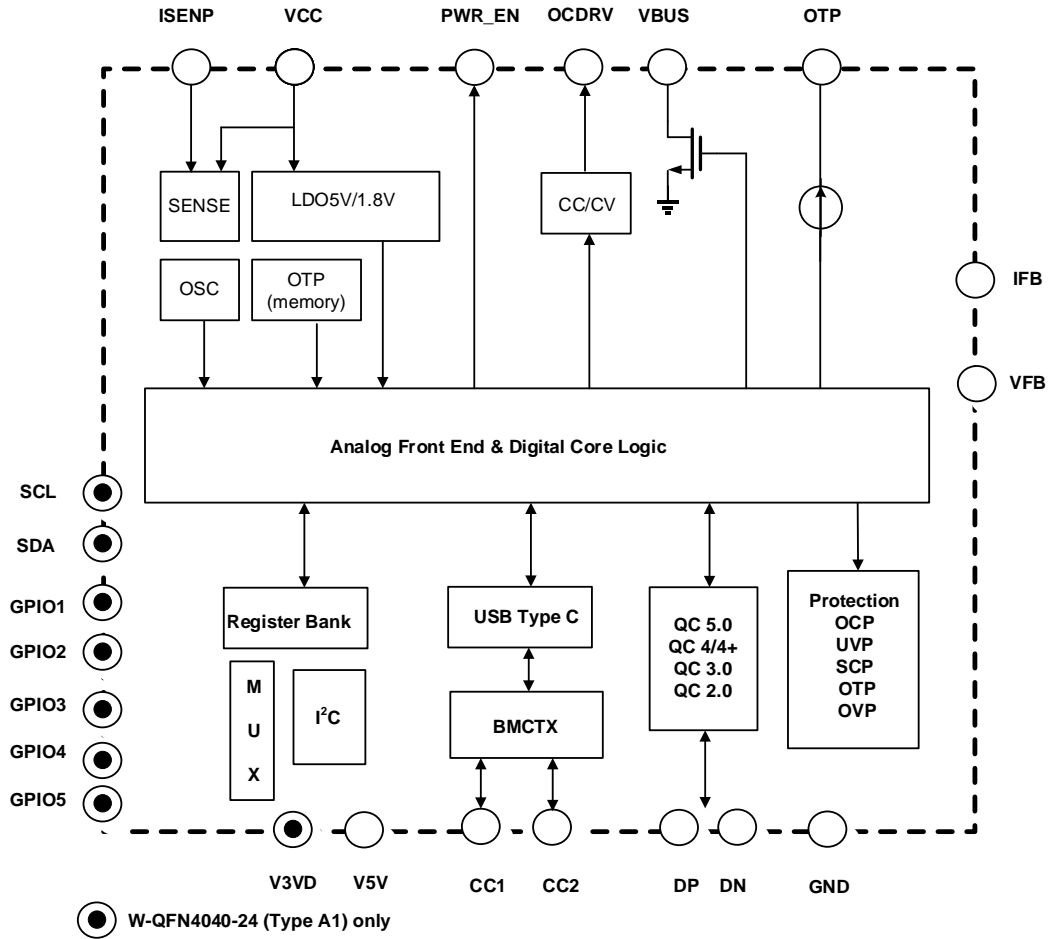 ISENP VCC PWR_EN OCDRV VBUS OTP
SENSE
LDO5V/1.8V
CC/CV
OSC
OTP
(memory)
IFB
VFB
Analog Front End & Digital Core Logic
SCL
SDA
GPIO1
GPIO2
GPIO3
GPIO4
GPIO5
Register Bank
M
U
X
I²C
USB Type C
BMCTX
QC 5.0
QC 4/4+
QC 3.0
QC 2.0
Protection
OCP
UVP
SCP
OTP
OVP
V3VD V5V CC1 CC2 DP DN GND
W-QFN4040-24 (Type A1) only